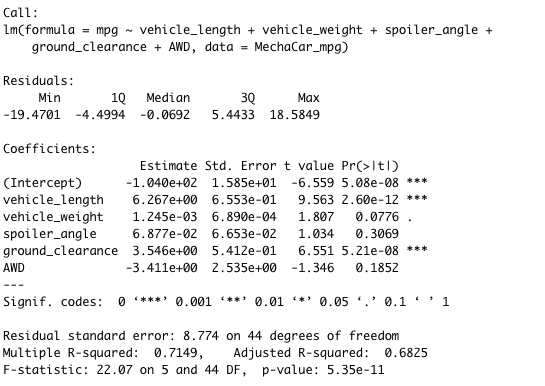 Call:
lm(formula = mpg ~ vehicle_length + vehicle_weight + spoiler_angle +
    ground_clearance + AWD, data = MechaCar_mpg)

Residuals:
     Min       1Q   Median       3Q      Max
-19.4701  -4.4994  -0.0692   5.4433  18.5849

Coefficients:
                   Estimate Std. Error t value Pr(>|t|)
(Intercept)      -1.040e+02  1.585e+01  -6.559 5.08e-08 ***
vehicle_length    6.267e+00  6.553e-01   9.563 2.60e-12 ***
vehicle_weight    1.245e-03  6.890e-04   1.807   0.0776 .
spoiler_angle     6.877e-02  6.653e-02   1.034   0.3069
ground_clearance  3.546e+00  5.412e-01   6.551 5.21e-08 ***
AWD              -3.411e+00  2.535e+00  -1.346   0.1852
---
Signif. codes:  0 ‘***’ 0.001 ‘**’ 0.01 ‘*’ 0.05 ‘.’ 0.1 ‘ ’ 1

Residual standard error: 8.774 on 44 degrees of freedom
Multiple R-squared:  0.7149,    Adjusted R-squared:  0.6825
F-statistic: 22.07 on 5 and 44 DF,  p-value: 5.35e-11